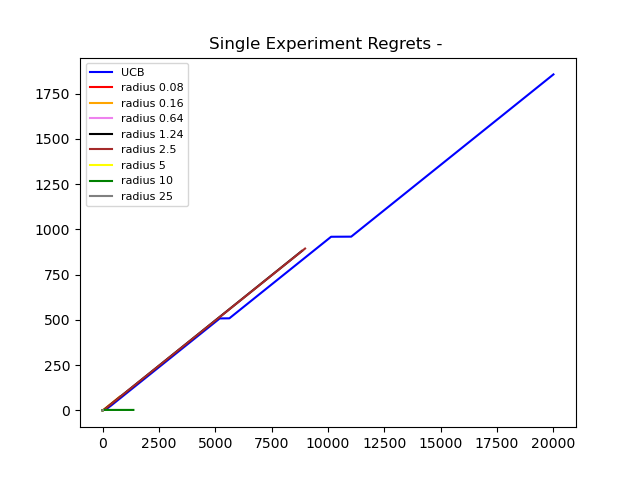 Single Experiment Regrets -
UCB
radius 0.08
radius 0.16
radius 0.64
radius 1.24
radius 2.5
radius 5
radius 10
radius 25
1750
1500
1250
1000
750
500
250
0
0 2500 5000 7500 10000 12500 15000 17500 20000